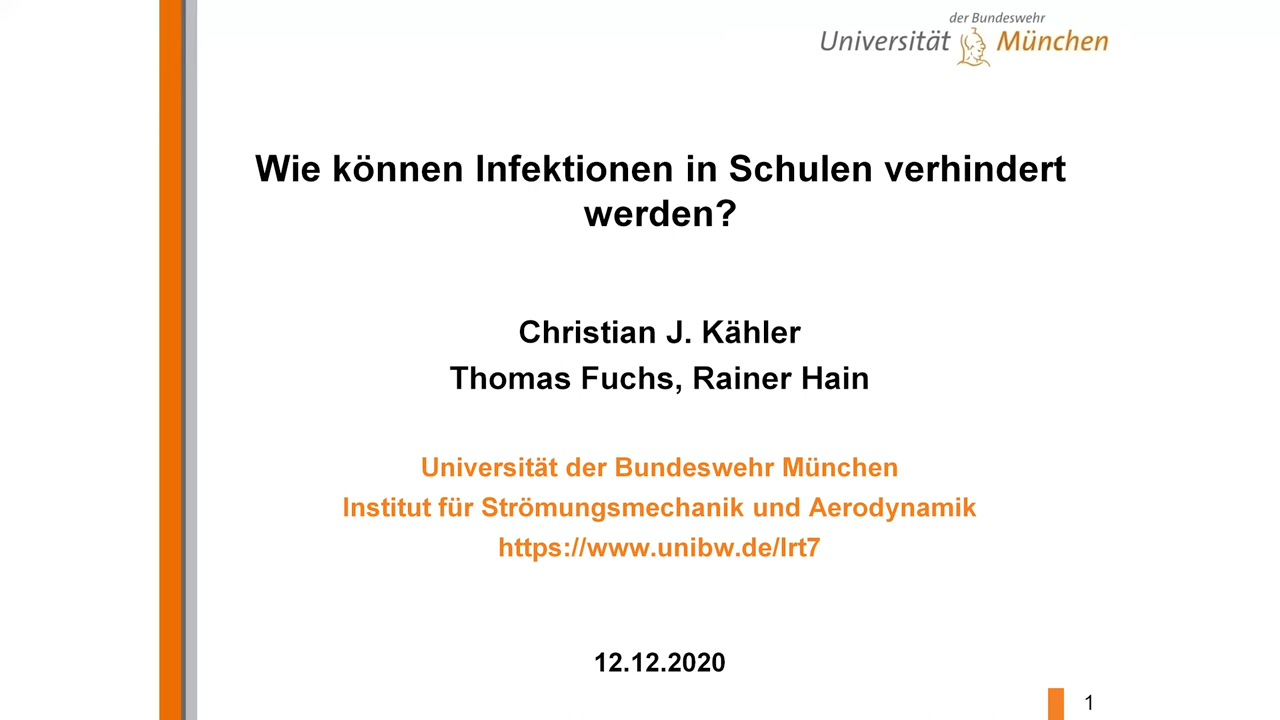 der Bundeswehr
Universität München
Wie können Infektionen in Schulen verhindert
werden?
Christian J. Kähler
Thomas Fuchs, Rainer Hain
Universität der Bundeswehr München
Institut für Strömungsmechanik und Aerodynamik
https://www.unibw.de/lrt7
12.12.2020
1